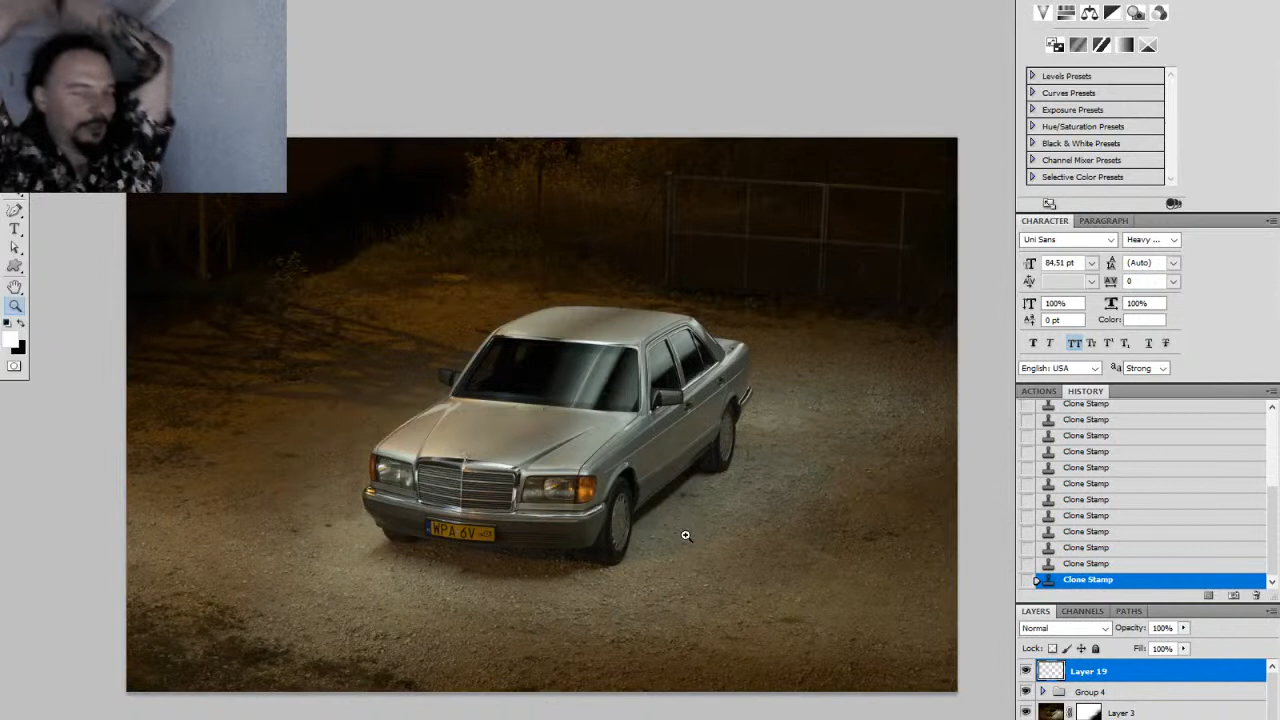 Levels Presets
Curves Presets
Exposure Presets
Hue/Saturation Presets
Black & White Presets
Channel Mixer Presets
Selective Color Presets
CHARACTER PARAGRAPH
Uni Sans Heavy ...
84,51 pt (Auto)
0
100% 100%
0 pt Color:
T T TT Tr T¹ T, T T
English: USA aa Strong
ACTIONS HISTORY
Clone Stamp
Clone Stamp
Clone Stamp
Clone Stamp
Clone Stamp
Clone Stamp
Clone Stamp
Clone Stamp
Clone Stamp
Clone Stamp
Clone Stamp
Clone Stamp
WPA 6V
LAYERS CHANNELS PATHS
Normal Opacity: 100%
Lock: Fill: 100%
Layer 19
Group 4
Layer 3